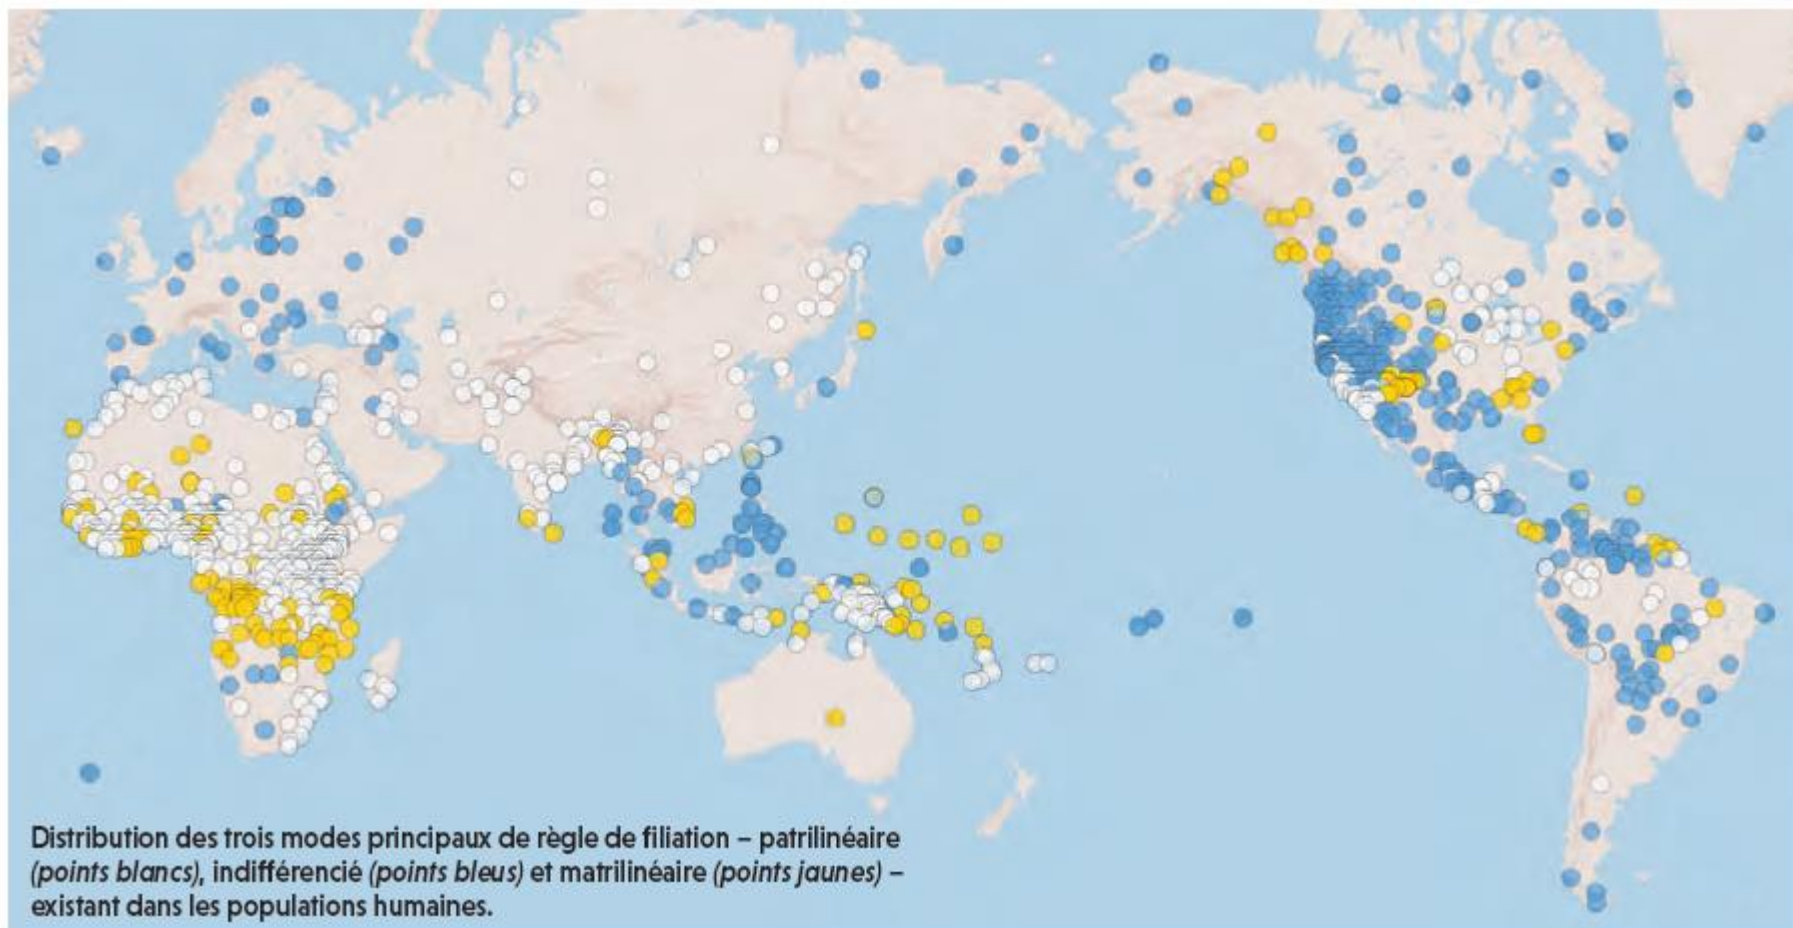 Distribution des trois modes principaux de règle de filiation – patrilinéaire
(points blancs), indifférencié (points bleus) et matrilinéaire (points jaunes) –
existant dans les populations humaines.